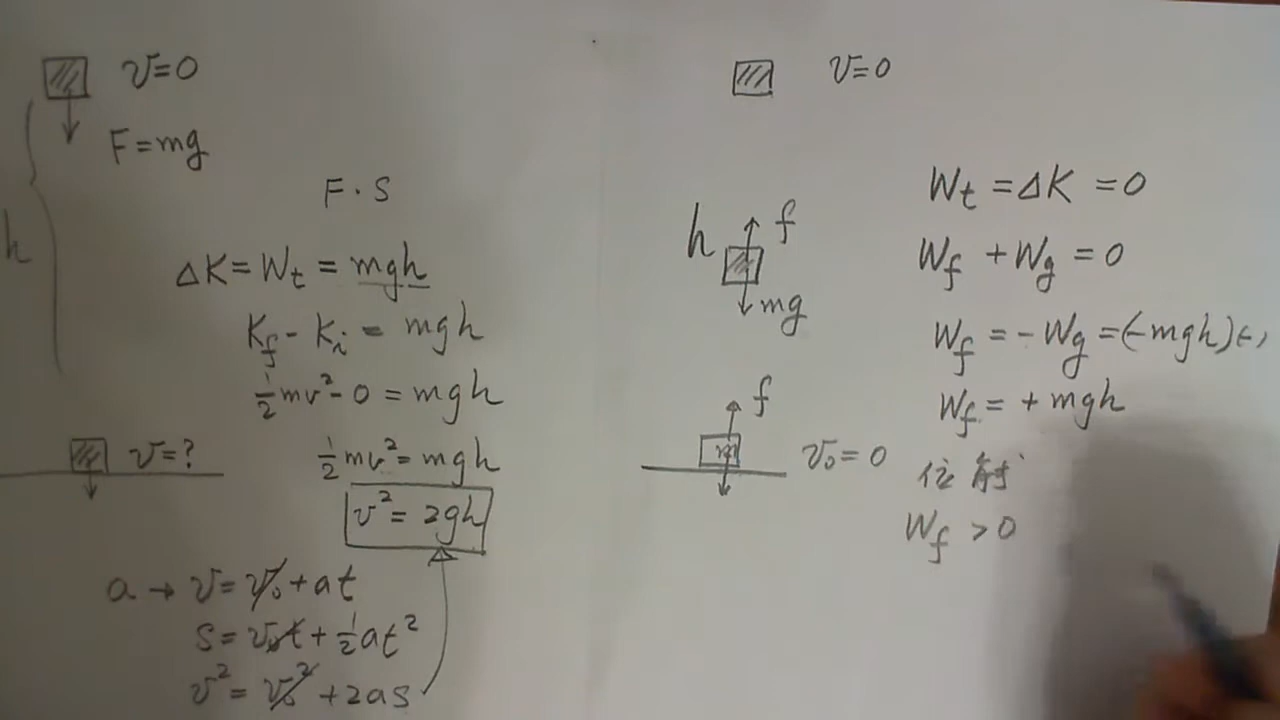 v=0
F=mg
h
F·S
ΔK=Wt=mgh
Kf-Ki=mgh
½mv²-0=mgh
v=?
½mv²=mgh
v²=2gh
a→v=v₀+at
S=v₀t+½at²
v²=v₀²+2aS
v=0
h
f
mg
f
m
v₀=0
Wt=ΔK=0
Wf+Wg=0
Wf=-Wg=(-mgh)(-)
Wf=+mgh
Wf>0